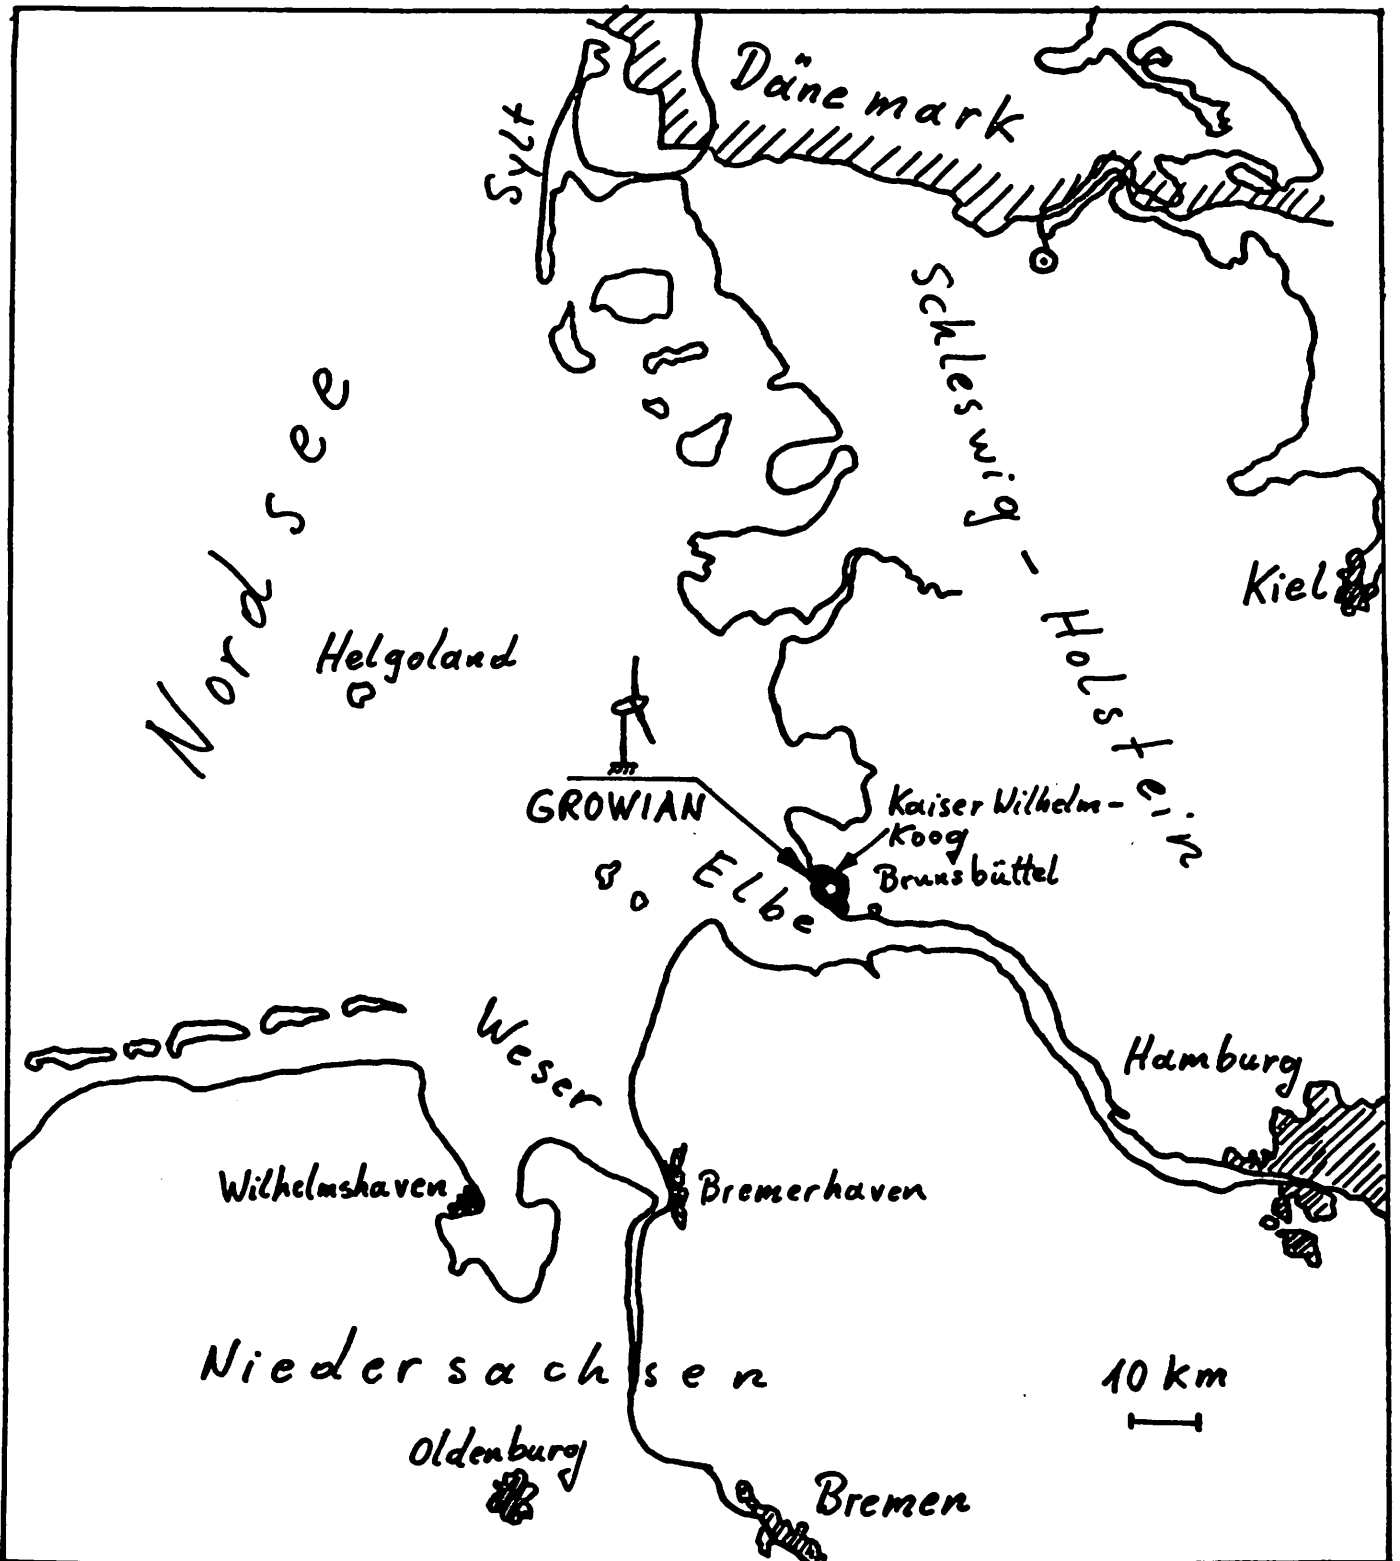 Dänemark
Sylt
Schleswig-Holstein
Nordsee
Kiel
Helgoland
GROWIAN
Kaiser Wilhelm-
Koog
Brunsbüttel
Elbe
Weser
Hamburg
Wilhelmshaven
Bremerhaven
Niedersachsen
10 km
Oldenburg
Bremen